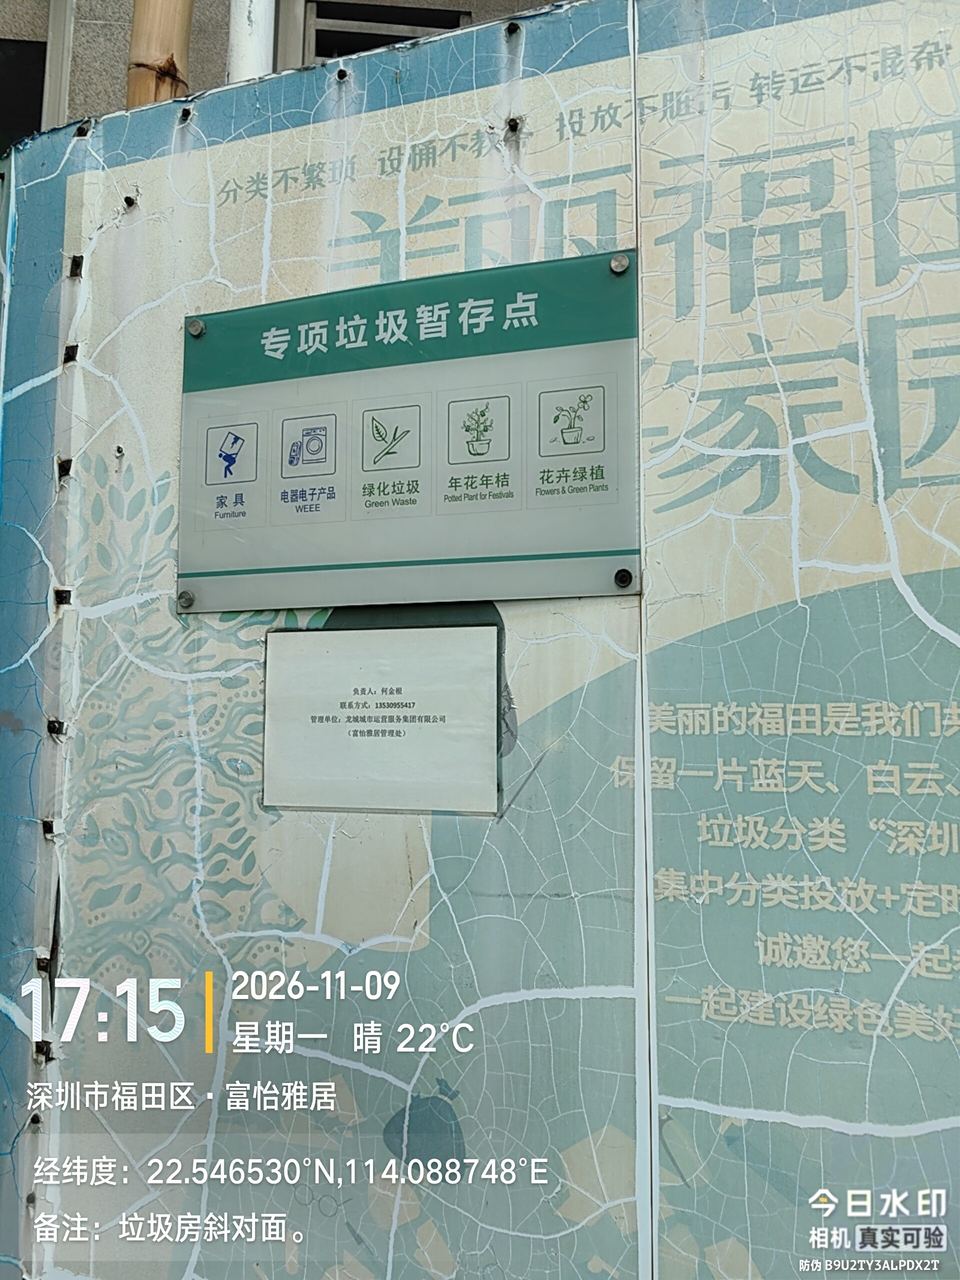 分类不繁琐 设桶不教条 投放不脏污 转运不混杂
美丽福田
家园
专项垃圾暂存点
家具
Furniture
电器电子产品
WEEE
绿化垃圾
Green Waste
年花年桔
Potted Plant for Festivals
花卉绿植
Flowers & Green Plants
负责人：何金根
联系方式：13530955417
管理单位：龙城城市运营服务集团有限公司
（富怡雅居管理处）
美丽的福田是我们共
保留一片蓝天、白云、
垃圾分类“深圳
集中分类投放+定时
诚邀您一起
一起建设绿色美好
17:15
2026-11-09
星期一 晴 22℃
深圳市福田区·富怡雅居
经纬度：22.546530°N,114.088748°E
备注：垃圾房斜对面。
今日水印
相机 真实可验
防伪 B9U2TY3ALPDX2T